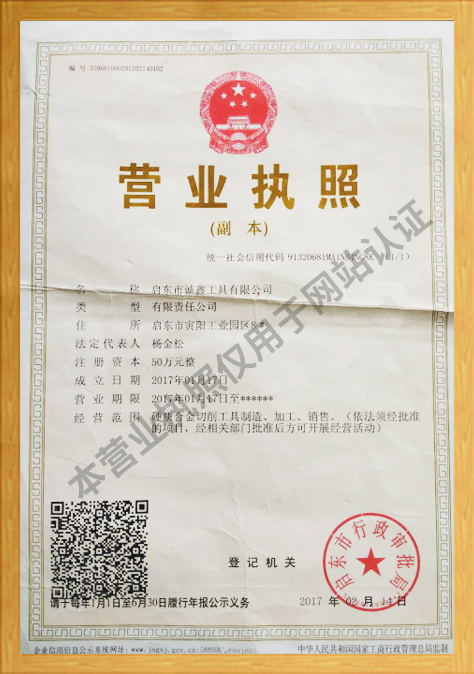 编 号 320681000201702140102
营业执照
(副 本)
统一社会信用代码
名 称 启东市诚鑫工具有限公司
类 型 有限责任公司
住 所 启东市寅阳工业园区8#
法定代表人 杨金松
注册资本 50万元整
成立日期 2017年01月17日
营业期限 2017年01月17日至******
经营范围 硬质合金切削工具制造、加工、销售。(依法须经批准
的项目，经相关部门批准后方可开展经营活动)
本营业执照仅用于网站认证
登记机关
启东市行政审批局
请于每年1月1日至6月30日履行年报公示义务
2017 年 02 月 14 日
企业信用信息公示系统网址: www.jsgsj.gov.cn:58888/province
中华人民共和国国家工商行政管理总局监制